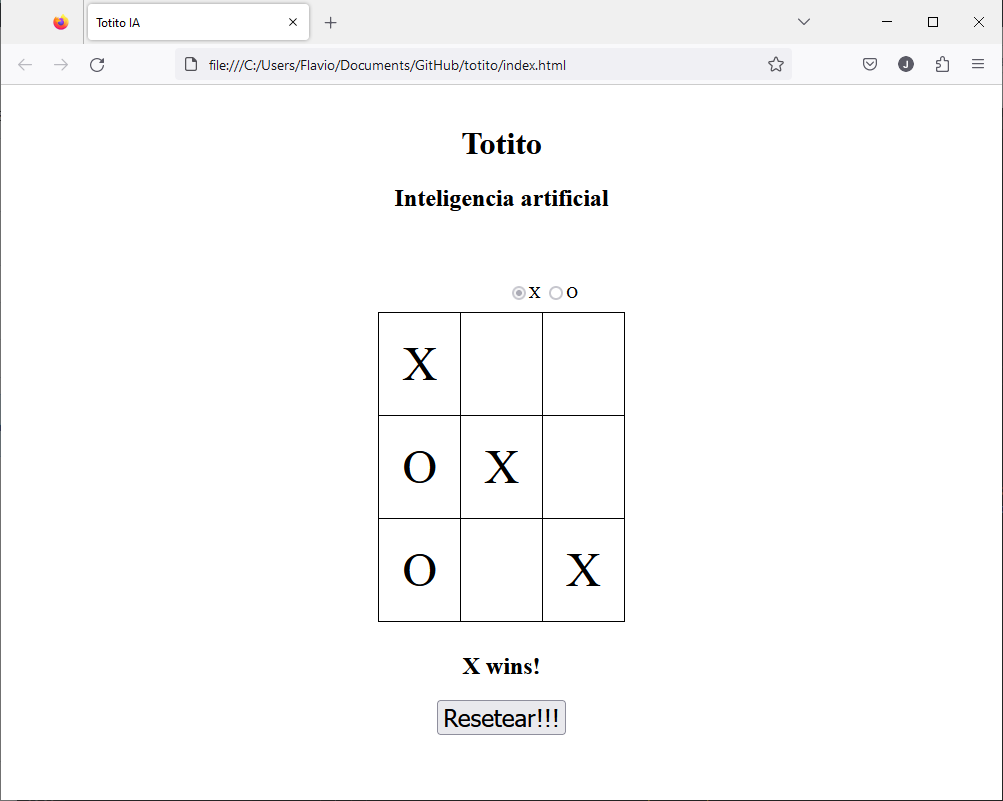 Totito IA
file:///C:/Users/Flavio/Documents/GitHub/totito/index.html
J
Totito
Inteligencia artificial
X O
X
O X
O X
X wins!
Resetear!!!